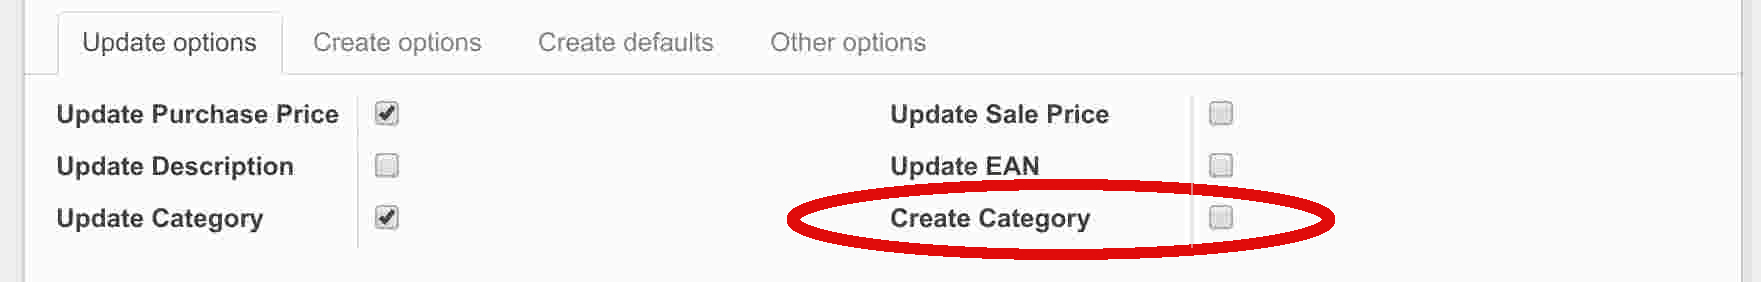 Update options Create options Create defaults Other options
Update Purchase Price Update Sale Price
Update Description Update EAN
Update Category Create Category